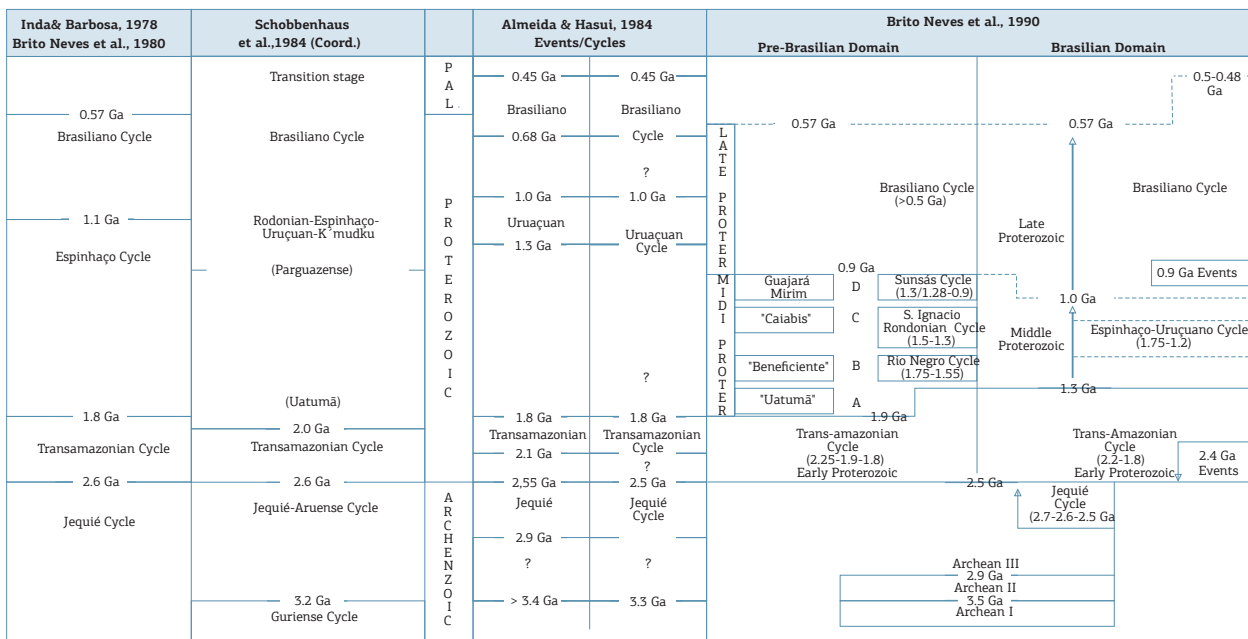 Inda& Barbosa, 1978
Brito Neves et al., 1980
Schobbenhaus
et al.,1984 (Coord.)
Almeida & Hasui, 1984
Events/Cycles
Brito Neves et al., 1990
Pre-Brasilian Domain
Brasilian Domain
0.57 Ga
Brasiliano Cycle
1.1 Ga
Espinhaço Cycle
1.8 Ga
Transamazonian Cycle
2.6 Ga
Jequié Cycle
Transition stage
Brasiliano Cycle
Rodonian-Espinhaço-
Uruçuan-K´mudku
(Parguazense)
(Uatumã)
2.0 Ga
Transamazonian Cycle
2.6 Ga
Jequié-Aruense Cycle
3.2 Ga
Guriense Cycle
PAL.
PROTEROZOIC
ARCHENZOIC
0.45 Ga
Brasiliano
0.68 Ga
1.0 Ga
Uruaçuan
1.3 Ga
1.8 Ga
Transamazonian
2.1 Ga
2,55 Ga
Jequié
2.9 Ga
?
> 3.4 Ga
0.45 Ga
Brasiliano
Cycle
?
1.0 Ga
Uruaçuan
Cycle
?
1.8 Ga
Transamazonian
Cycle
?
2.5 Ga
Jequié
Cycle
?
3.3 Ga
LATE PROTER
MIDI PROTER
0.57 Ga
Brasiliano Cycle
(>0.5 Ga)
0.9 Ga
Guajará
Mirim
D
Sunsás Cycle
(1.3/1.28-0.9)
"Caiabis"
C
S. Ignacio
Rondonian Cycle
(1.5-1.3)
"Beneficiente"
B
Rio Negro Cycle
(1.75-1.55)
"Uatumã"
A
1.9 Ga
Trans-amazonian
Cycle
(2.25-1.9-1.8)
Early Proterozoic
2.5 Ga
0.5-0.48
Ga
0.57 Ga
Brasiliano Cycle
Late
Proterozoic
0.9 Ga Events
1.0 Ga
Middle
Proterozoic
Espinhaço-Uruçuano Cycle
(1.75-1.2)
1.3 Ga
Trans-Amazonian
Cycle
(2.2-1.8)
Early Proterozoic
2.4 Ga
Events
Jequié
Cycle
(2.7-2.6-2.5 Ga
Archean III
2.9 Ga
Archean II
3.5 Ga
Archean I